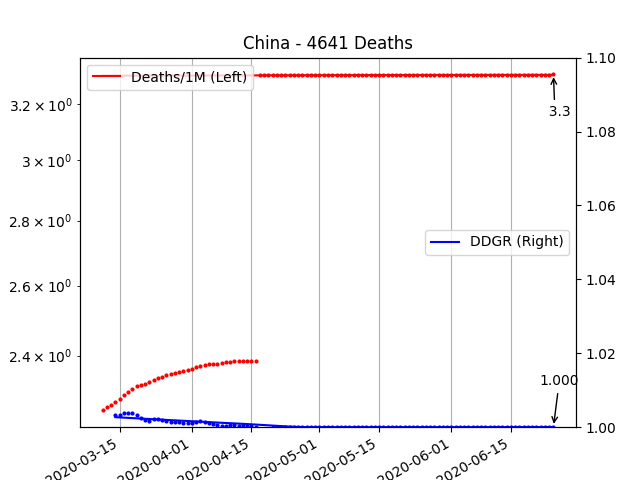 China - 4641 Deaths
Deaths/1M (Left)
DDGR (Right)
3.3
1.000
3.2 × 10⁰
3 × 10⁰
2.8 × 10⁰
2.6 × 10⁰
2.4 × 10⁰
1.10
1.08
1.06
1.04
1.02
1.00
2020-03-15
2020-04-01
2020-04-15
2020-05-01
2020-05-15
2020-06-01
2020-06-15